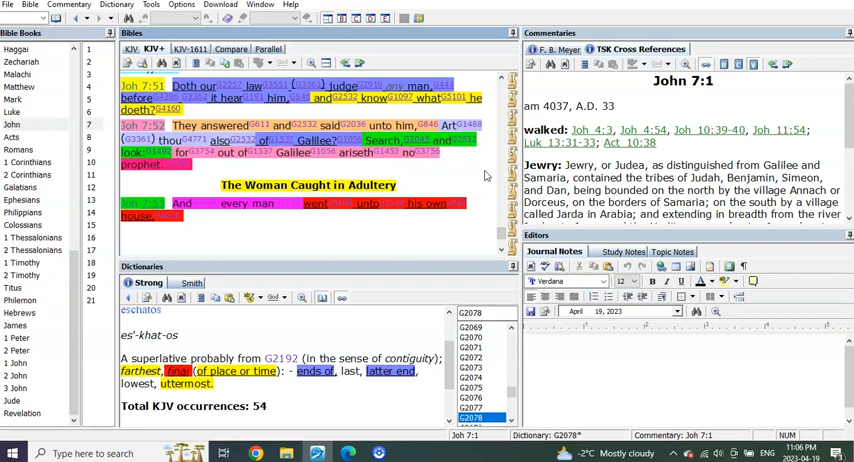 File View Bible Commentary Dictionary Tools Options Download Window Help
Bible Books
Haggai
Zechariah
Malachi
Matthew
Mark
Luke
John
Acts
Romans
1 Corinthians
2 Corinthians
Galatians
Ephesians
Philippians
Colossians
1 Thessalonians
2 Thessalonians
1 Timothy
2 Timothy
Titus
Philemon
Hebrews
James
1 Peter
2 Peter
1 John
2 John
3 John
Jude
Revelation
1
2
3
4
5
6
7
8
9
10
11
12
13
14
15
16
17
18
19
20
21
Bibles
KJV KJV+ KJV-1611 Compare Parallel
Joh 7:51 Doth our G2257 law G3551 (G3361) judge G2919 any man, G444
before G4386 G3362 it hear G191 him, G846 and G2532 know G1097 what G5101 he
doeth? G4160
Joh 7:52 They answered G611 and G2532 said G2036 unto him, G846 Art G1488
(G3361) thou G4771 also G2532 of G1537 Galilee? G1056 Search, G2045 and G2532
look: G1492 for G3754 out of G1537 Galilee G1056 ariseth G1453 no G3756
prophet.
The Woman Caught in Adultery
Joh 7:53 And every man went unto his own
house.
Dictionaries
Strong Smith
eschatos
es'-khat-os
A superlative probably from G2192 (in the sense of contiguity);
farthest, final (of place or time): - ends of, last, latter end,
lowest, uttermost.
Total KJV occurrences: 54
G2078
G2069
G2070
G2071
G2072
G2073
G2074
G2075
G2076
G2077
G2078
Commentaries
F. B. Meyer TSK Cross References
John 7:1
am 4037, A.D. 33
walked: Joh 4:3, Joh 4:54, Joh 10:39-40, Joh 11:54;
Luk 13:31-33; Act 10:38
Jewry: Jewry, or Judea, as distinguished from Galilee and
Samaria, contained the tribes of Judah, Benjamin, Simeon,
and Dan, being bounded on the north by the village Annach or
Dorceus, on the borders of Samaria; on the south by a village
called Jarda in Arabia; and extending in breadth from the river
Editors
Journal Notes Study Notes Topic Notes
Verdana 12 B I U A
April 19, 2023
Joh 7:1 Dictionary: G2078™ Commentary: John 7:1 NUM
Type here to search
-2°C Mostly cloudy
ENG
11:06 PM
2023-04-19